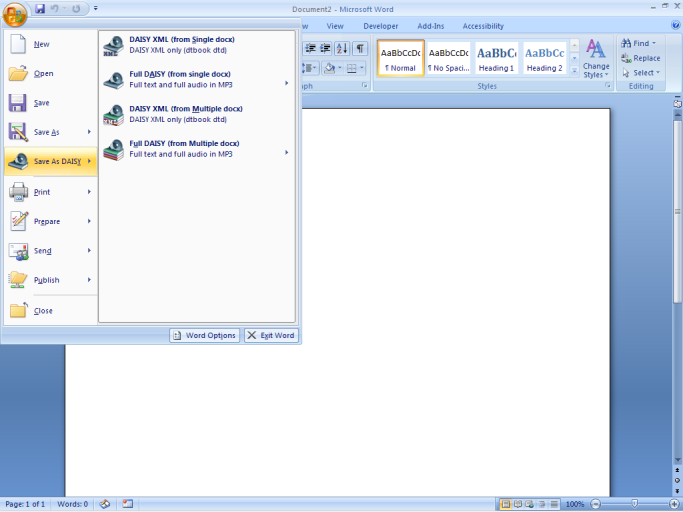 Document2 - Microsoft Word
w View Developer Add-Ins Accessibility
New
Open
Save
Save As
Save As DAISY
Print
Prepare
Send
Publish
Close
DAISY XML (from Single docx)
DAISY XML only (dtbook dtd)
Full DAISY (from single docx)
Full text and full audio in MP3
DAISY XML (from Multiple docx)
DAISY XML only (dtbook dtd)
Full DAISY (from Multiple docx)
Full text and full audio in MP3
Word Options
Exit Word
AaBbCcDc AaBbCcDc AaBbC AaBbCc
¶ Normal ¶ No Spaci... Heading 1 Heading 2
Change
Styles
Find
Replace
Select
ph Styles Editing
Page: 1 of 1 Words: 0 100%